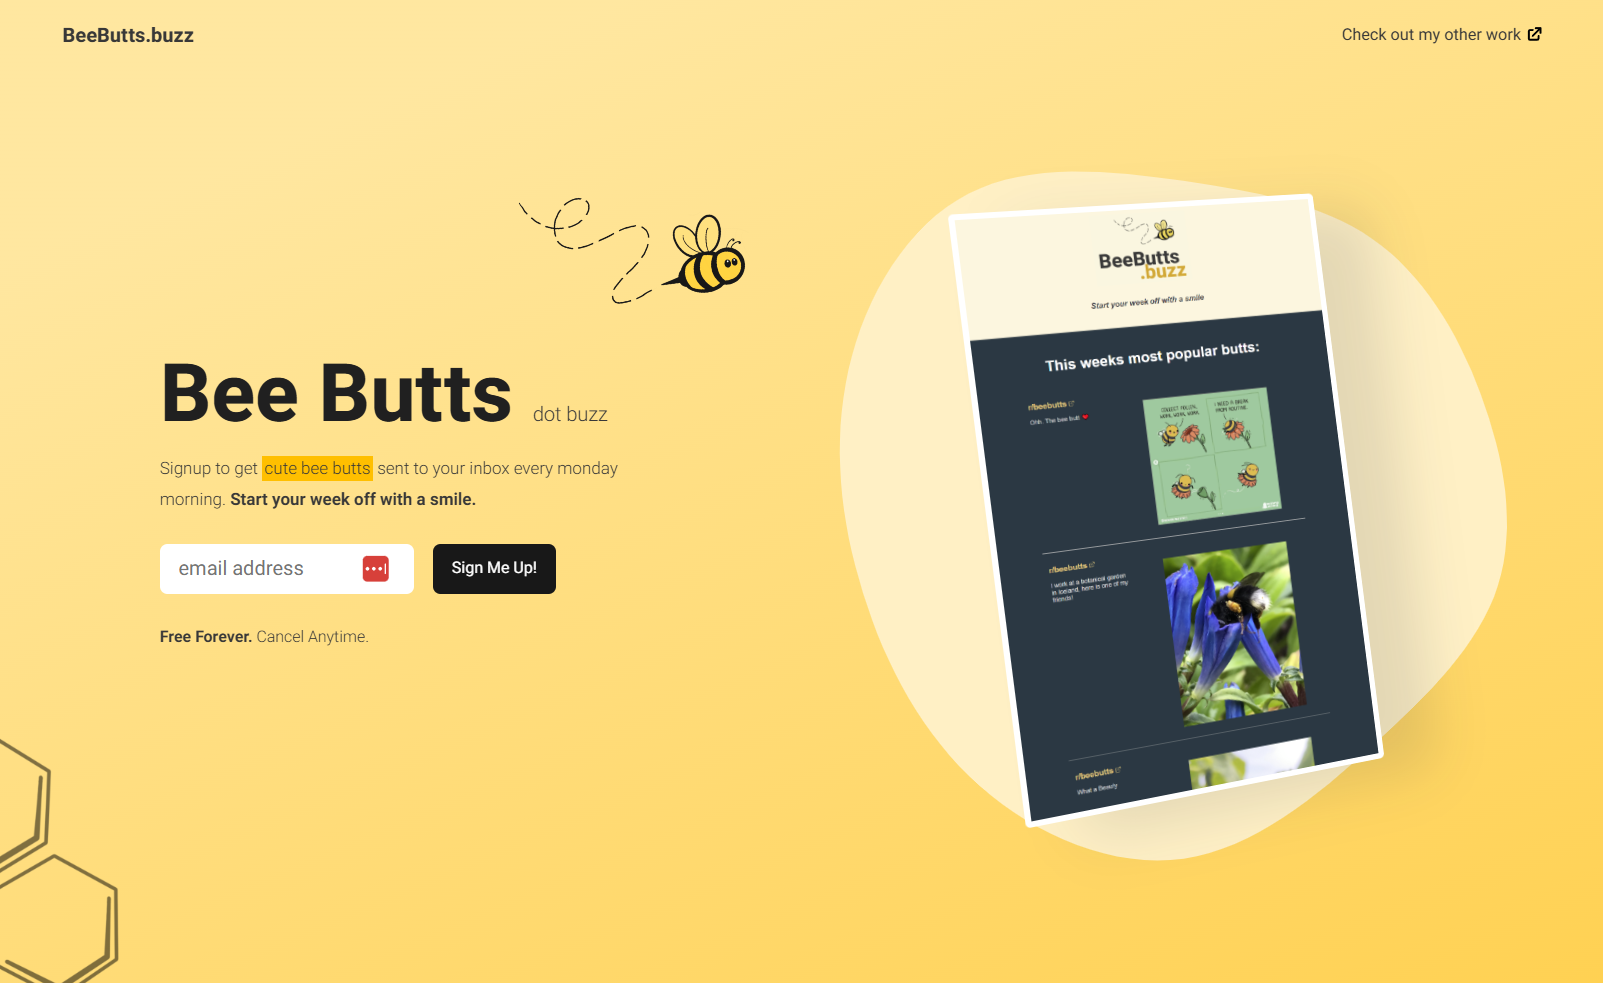 BeeButts.buzz
Check out my other work
Bee Butts dot buzz
Signup to get cute bee butts sent to your inbox every monday
morning. Start your week off with a smile.
email address
Sign Me Up!
Free Forever. Cancel Anytime.
BeeButts
.buzz
Start your week off with a smile
This weeks most popular butts:
r/beebutts
Ohh. The bee butt
COLLECT POLLEN,
WORK, WORK, WORK.
I NEED A BREAK
FROM ROUTINE.
r/beebutts
I work at a botanical garden
in Iceland, here is one of my
friends!
r/beebutts
What a Beauty